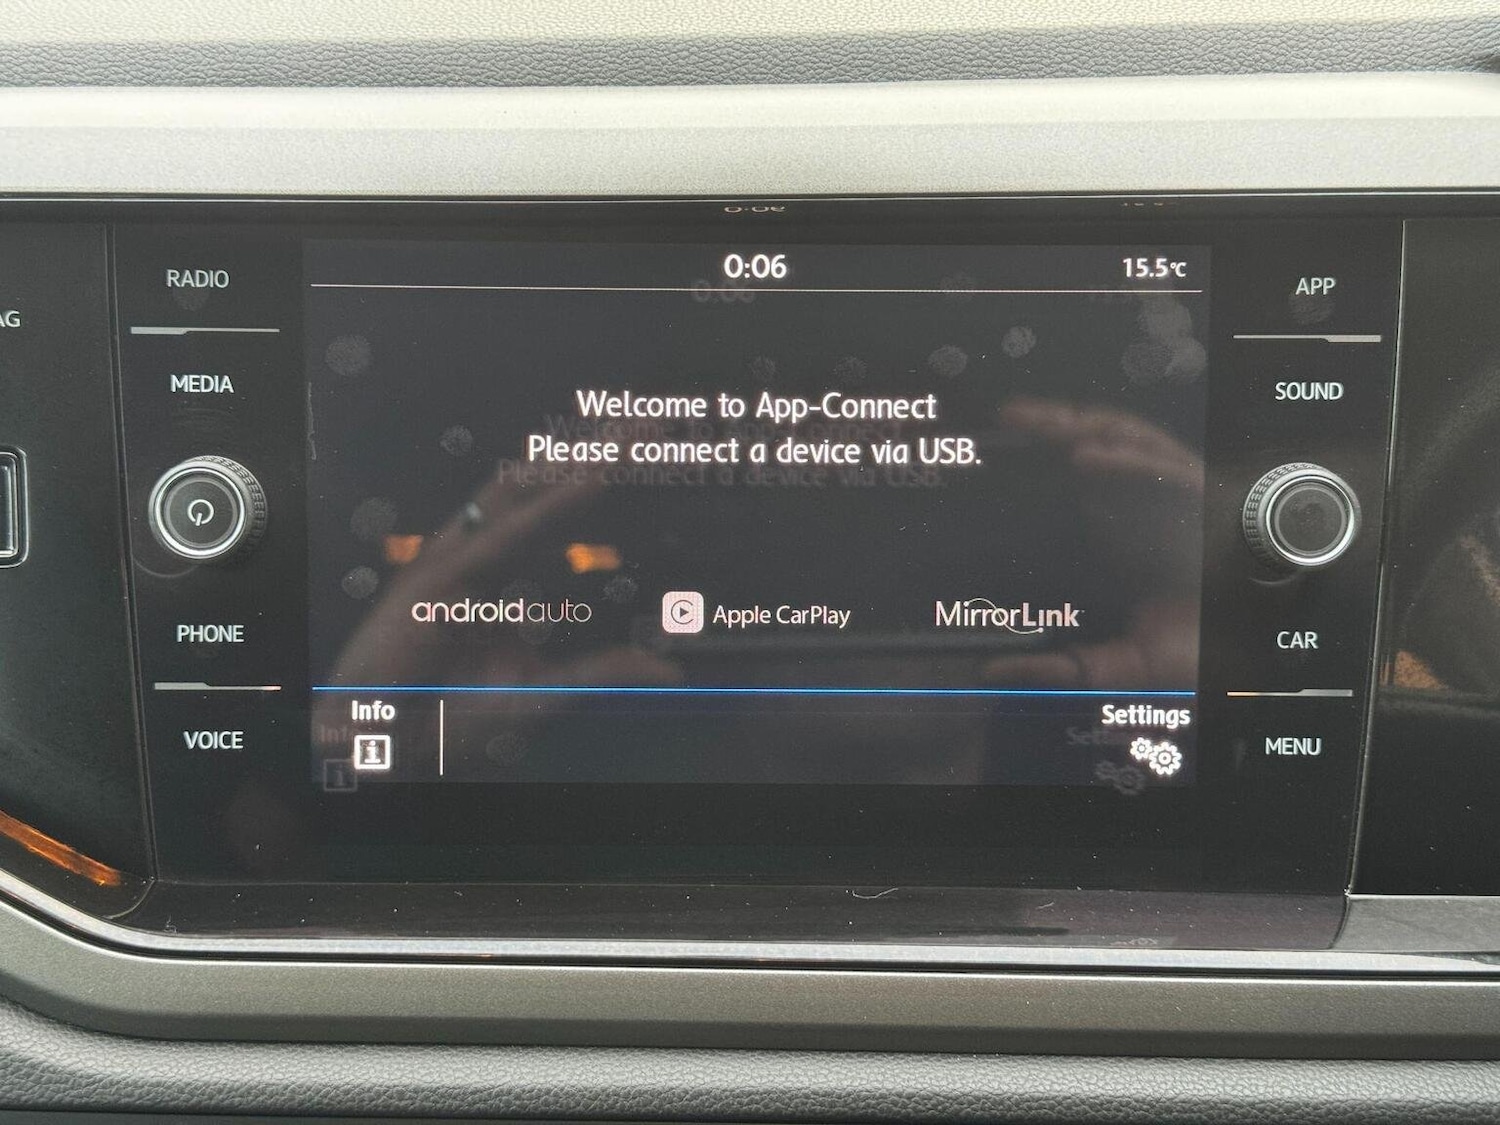 RADIO
MEDIA
PHONE
VOICE
0:06
15.5°C
Welcome to App-Connect
Please connect a device via USB.
androidauto
Apple CarPlay
MirrorLink
Info
Settings
APP
SOUND
CAR
MENU